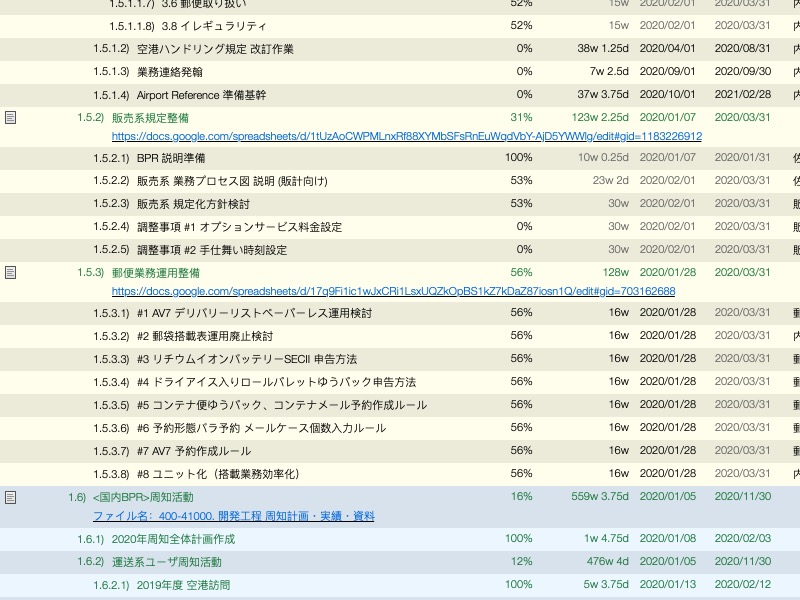 1.5.1.1.7) 3.6 郵便取り扱い 52% 15w 2020/02/01 2020/03/31
1.5.1.1.8) 3.8 イレギュラリティ 52% 15w 2020/02/01 2020/03/31
1.5.1.2) 空港ハンドリング規定 改訂作業 0% 38w 1.25d 2020/04/01 2020/08/31
1.5.1.3) 業務連絡発翰 0% 7w 2.5d 2020/09/01 2020/09/30
1.5.1.4) Airport Reference 準備基幹 0% 37w 3.75d 2020/10/01 2021/02/28
1.5.2) 販売系規定整備 31% 123w 2.25d 2020/01/07 2020/03/31
https://docs.google.com/spreadsheets/d/1tUzAoCWPMLnxRf88XYMbSFsRnEuWqdVbY-AjD5YWWlg/edit#gid=1183226912
1.5.2.1) BPR 説明準備 100% 10w 0.25d 2020/01/07 2020/01/31
1.5.2.2) 販売系 業務プロセス図 説明 (販計向け) 53% 23w 2d 2020/02/01 2020/03/31
1.5.2.3) 販売系 規定化方針検討 53% 30w 2020/02/01 2020/03/31
1.5.2.4) 調整事項 #1 オプションサービス料金設定 0% 30w 2020/02/01 2020/03/31
1.5.2.5) 調整事項 #2 手仕舞い時刻設定 0% 30w 2020/02/01 2020/03/31
1.5.3) 郵便業務運用整備 56% 128w 2020/01/28 2020/03/31
https://docs.google.com/spreadsheets/d/17q9Fi1ic1wJxCRi1LsxUQZkOpBS1kZ7kDaZ87iosn1Q/edit#gid=703162688
1.5.3.1) #1 AV7 デリバリーリストペーパーレス運用検討 56% 16w 2020/01/28 2020/03/31
1.5.3.2) #2 郵袋搭載表運用廃止検討 56% 16w 2020/01/28 2020/03/31
1.5.3.3) #3 リチウムイオンバッテリーSECII 申告方法 56% 16w 2020/01/28 2020/03/31
1.5.3.4) #4 ドライアイス入りロールパレットゆうパック申告方法 56% 16w 2020/01/28 2020/03/31
1.5.3.5) #5 コンテナ便ゆうパック、コンテナメール予約作成ルール 56% 16w 2020/01/28 2020/03/31
1.5.3.6) #6 予約形態バラ予約 メールケース個数入力ルール 56% 16w 2020/01/28 2020/03/31
1.5.3.7) #7 AV7 予約作成ルール 56% 16w 2020/01/28 2020/03/31
1.5.3.8) #8 ユニット化（搭載業務効率化） 56% 16w 2020/01/28 2020/03/31
1.6) <国内BPR>周知活動 16% 559w 3.75d 2020/01/05 2020/11/30
ファイル名：400-41000. 開発工程 周知計画・実績・資料
1.6.1) 2020年周知全体計画作成 100% 1w 4.75d 2020/01/08 2020/02/03
1.6.2) 運送系ユーザ周知活動 12% 476w 4d 2020/01/05 2020/11/30
1.6.2.1) 2019年度 空港訪問 100% 5w 3.75d 2020/01/13 2020/02/12